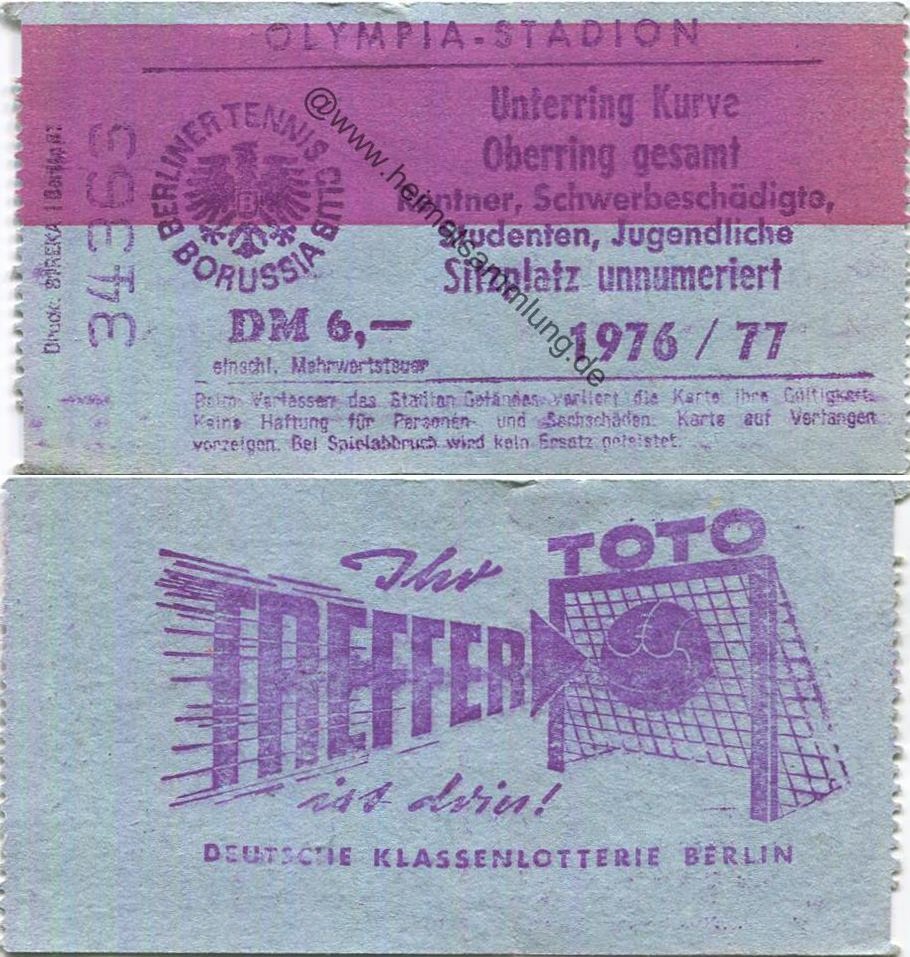 OLYMPIA-STADION
Unterring Kurve
Oberring gesamt
Rentner, Schwerbeschädigte,
Studenten, Jugendliche
Sitzplatz unnumeriert
BERLINER TENNIS CLUB
BORUSSIA
B
34363
DM 6,—
einschl. Mehrwertsteuer
1976 / 77
Beim Verlassen des Stadion-Geländes verliert die Karte ihre Gültigkeit.
Keine Haftung für Personen- und Sachschäden. Karte auf Verlangen
vorzeigen. Bei Spielabbruch wird kein Ersatz geleistet.
@www.heimatsammlung.de
Ihr
TREFFER
TOTO
ist drin!
DEUTSCHE KLASSENLOTTERIE BERLIN